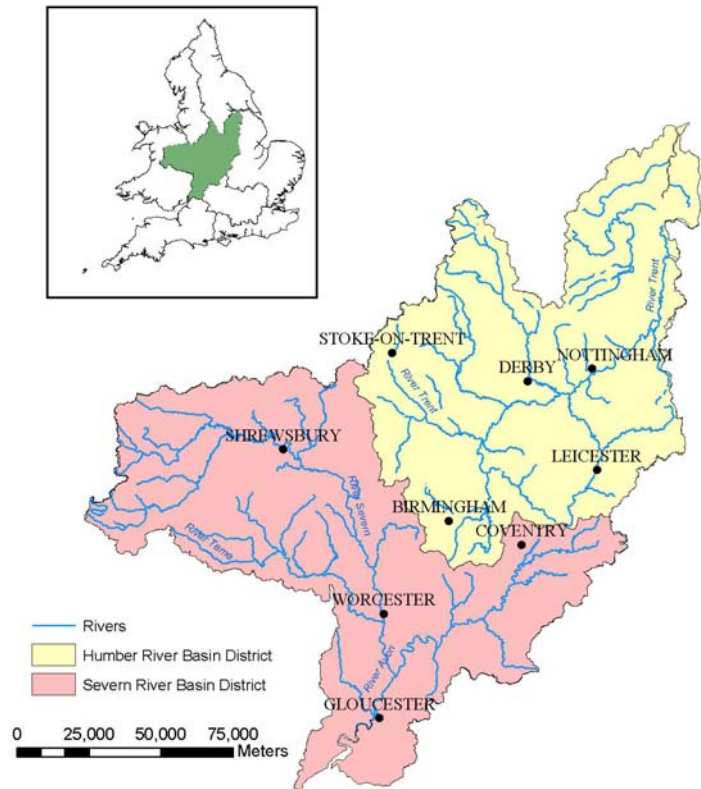 STOKE-ON-TRENT
DERBY
NOTTINGHAM
River Trent
River Trent
SHREWSBURY
LEICESTER
River Severn
BIRMINGHAM
COVENTRY
River Teme
WORCESTER
River Avon
GLOUCESTER
Rivers
Humber River Basin District
Severn River Basin District
0 25,000 50,000 75,000
Meters